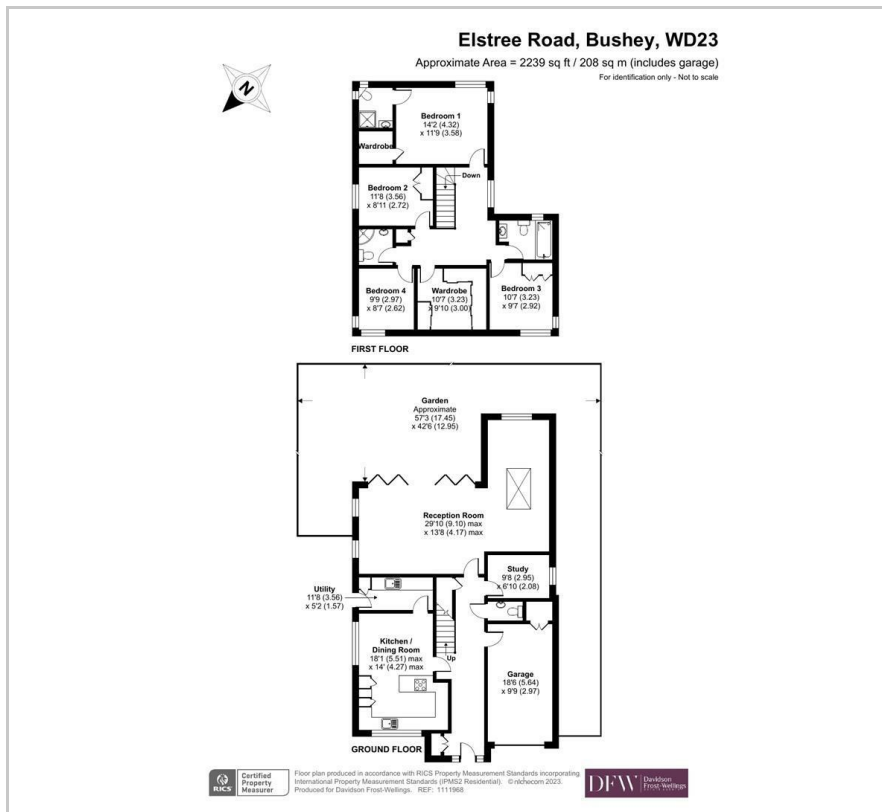 Elstree Road, Bushey, WD23
Approximate Area = 2239 sq ft / 208 sq m (includes garage)
For identification only - Not to scale
N
Bedroom 1
14'2 (4.32)
x 11'9 (3.58)
Wardrobe
Down
Bedroom 2
11'8 (3.56)
x 8'11 (2.72)
Bedroom 4
9'9 (2.97)
x 8'7 (2.62)
Wardrobe
10'7 (3.23)
x 9'10 (3.00)
Bedroom 3
10'7 (3.23)
x 9'7 (2.92)
FIRST FLOOR
Garden
Approximate
57'3 (17.45)
x 42'6 (12.95)
Reception Room
29'10 (9.10) max
x 13'8 (4.17) max
Study
9'8 (2.95)
x 6'10 (2.08)
Utility
11'8 (3.56)
x 5'2 (1.57)
Kitchen /
Dining Room
18'1 (5.51) max
x 14' (4.27) max
Up
Garage
18'6 (5.64)
x 9'9 (2.97)
GROUND FLOOR
RICS
Certified
Property
Measurer
Floor plan produced in accordance with RICS Property Measurement Standards incorporating
International Property Measurement Standards (IPMS2 Residential). © nichecom 2023.
Produced for Davidson Frost-Wellings. REF: 1111968
DFW
Davidson
Frost-Wellings